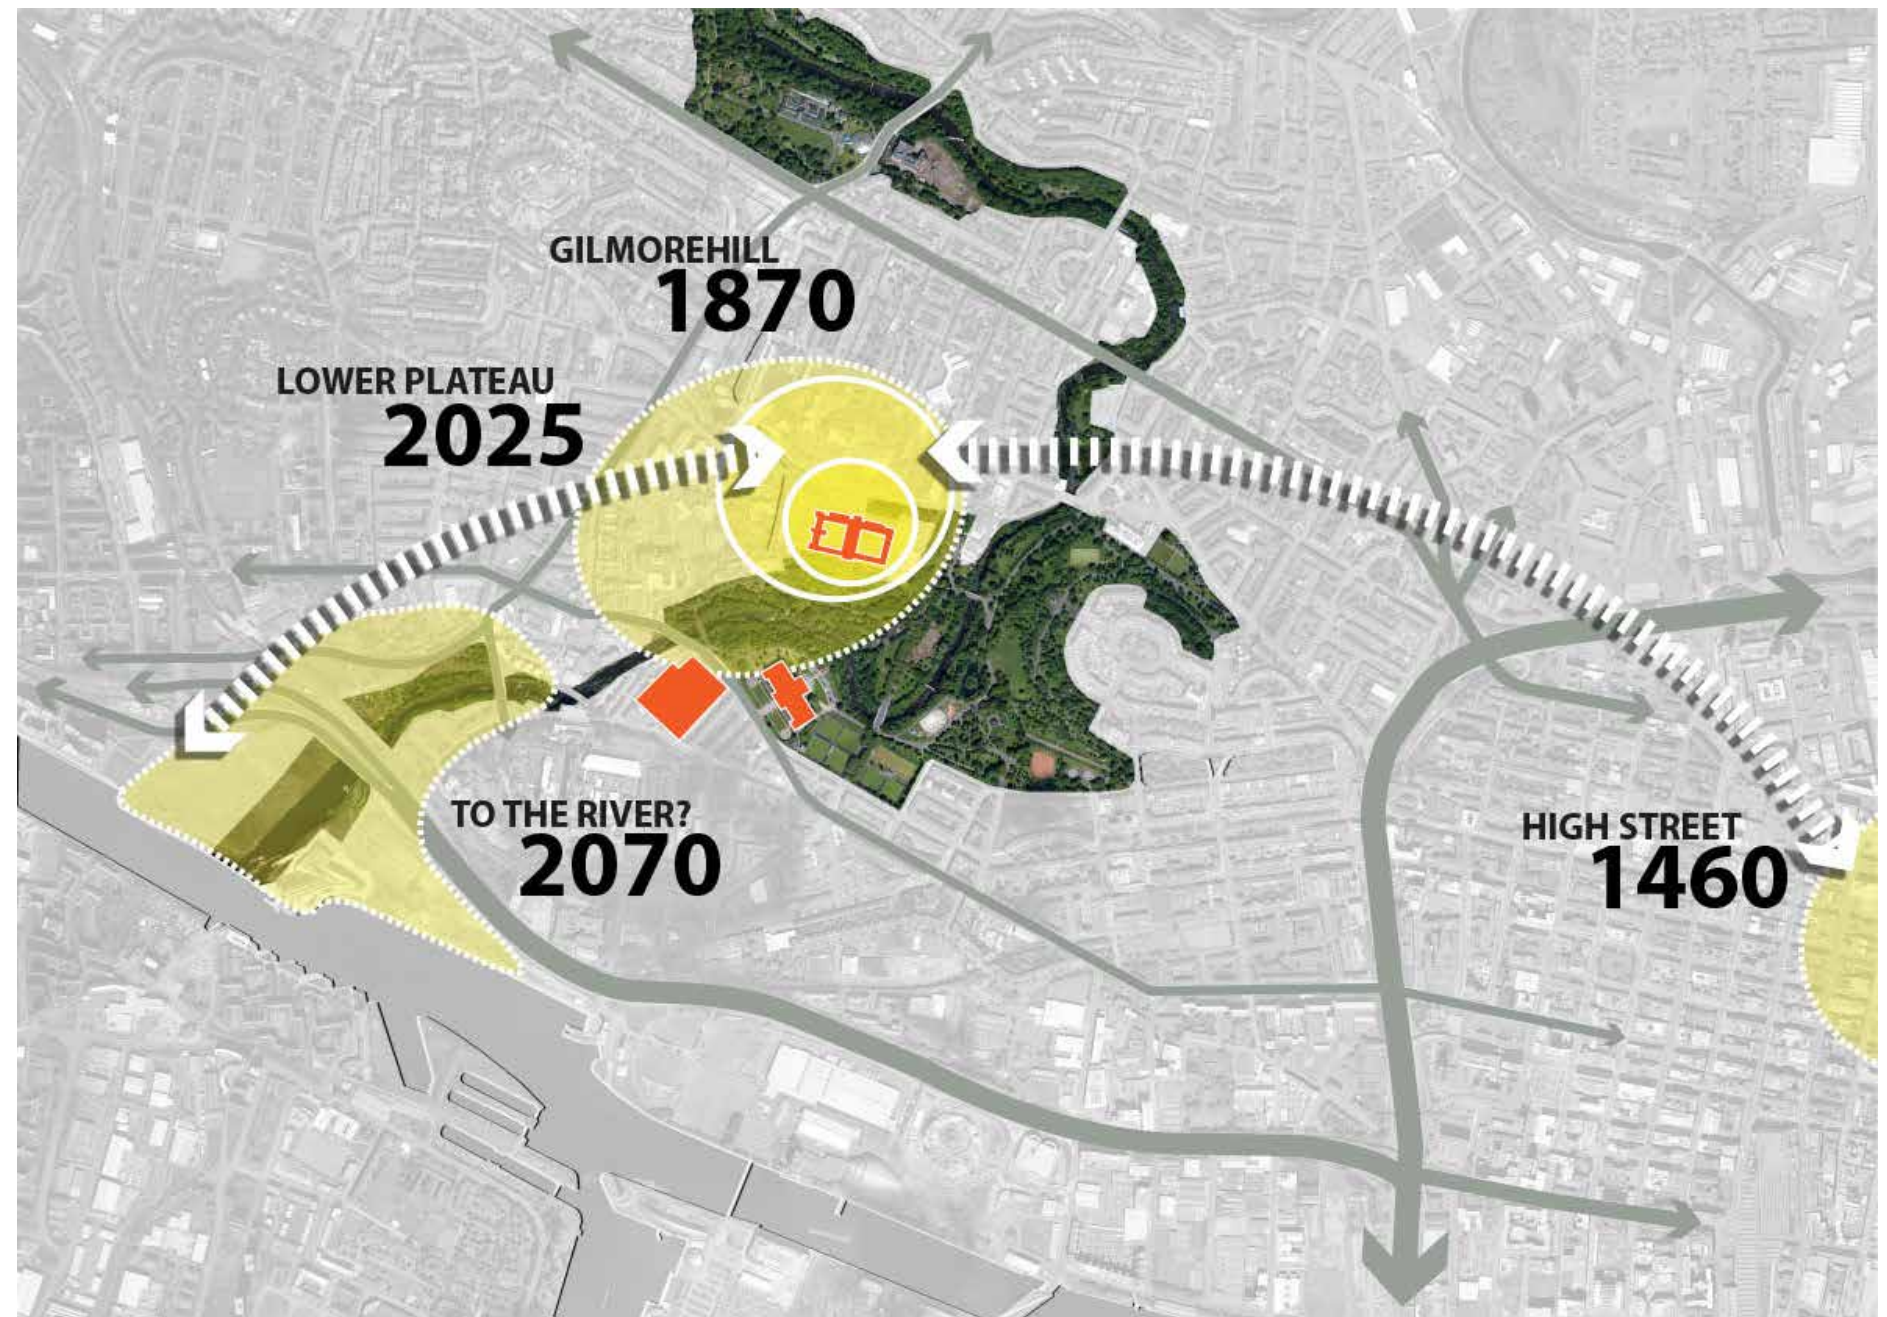 GILMOREHILL
1870
LOWER PLATEAU
2025
TO THE RIVER?
2070
HIGH STREET
1460